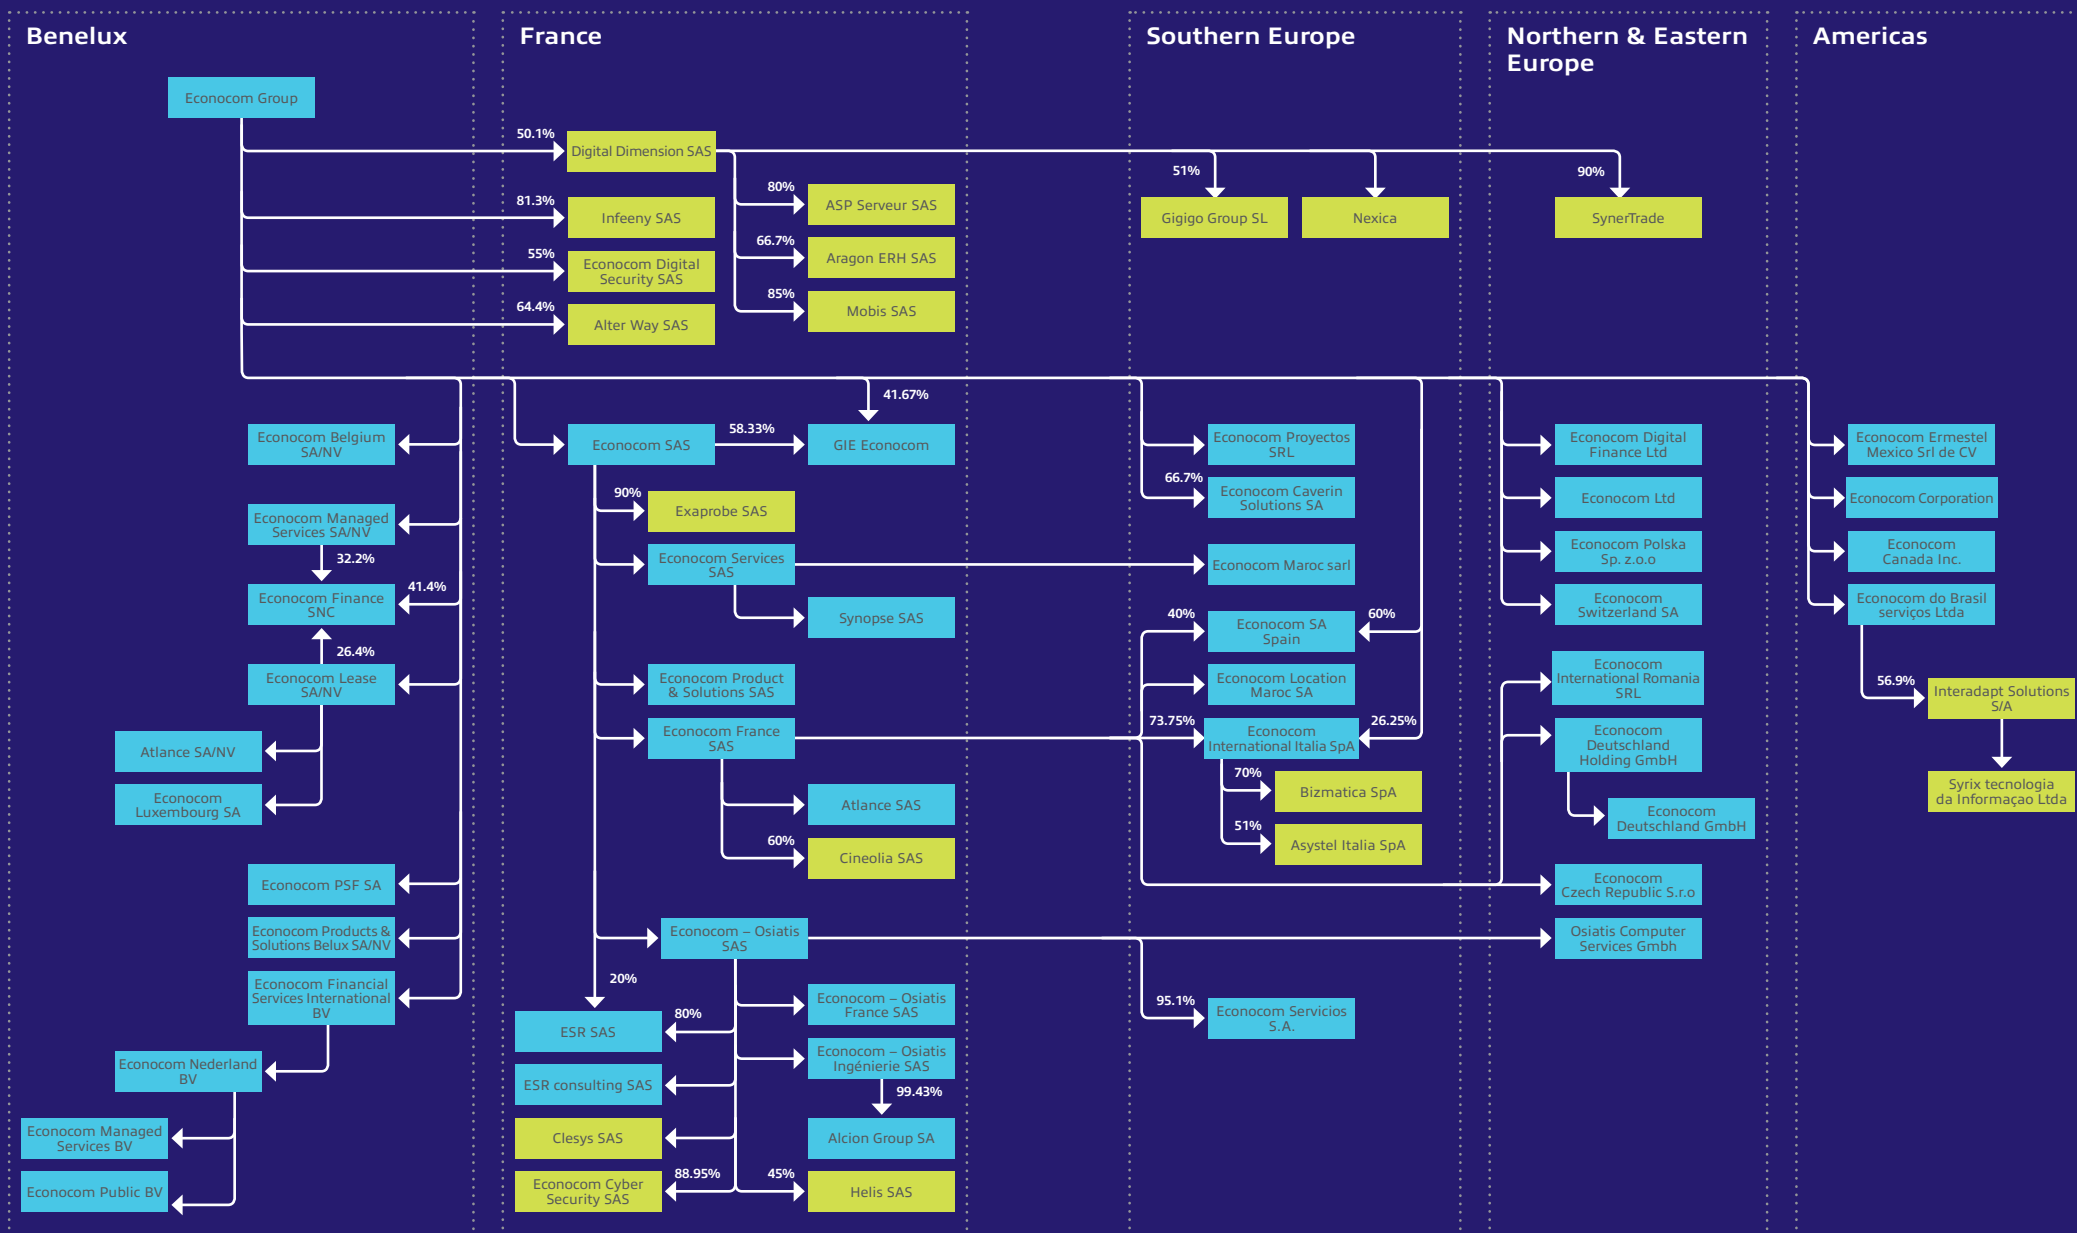 Benelux
Econocom Group
Econocom Belgium
SA/NV
Econocom Managed
Services SA/NV
32.2%
41.4%
Econocom Finance
SNC
26.4%
Econocom Lease
SA/NV
Atlance SA/NV
Econocom
Luxembourg SA
Econocom PSF SA
Econocom Products &
Solutions Belux SA/NV
Econocom Financial
Services International
BV
Econocom Nederland
BV
Econocom Managed
Services BV
Econocom Public BV
France
50.1%
Digital Dimension SAS
80%
ASP Serveur SAS
81.3%
Infeeny SAS
66.7%
Aragon ERH SAS
55%
Econocom Digital
Security SAS
85%
Mobis SAS
64.4%
Alter Way SAS
41.67%
Econocom SAS
58.33%
GIE Econocom
90%
Exaprobe SAS
Econocom Services
SAS
Synopse SAS
Econocom Product
& Solutions SAS
Econocom France
SAS
Atlance SAS
60%
Cineolia SAS
Econocom – Osiatis
SAS
20%
Econocom – Osiatis
France SAS
80%
ESR SAS
Econocom – Osiatis
Ingénierie SAS
ESR consulting SAS
99.43%
Clesys SAS
Alcion Group SA
88.95%
Econocom Cyber
Security SAS
45%
Helis SAS
Southern Europe
51%
Gigigo Group SL
Nexica
Econocom Proyectos
SRL
66.7%
Econocom Caverin
Solutions SA
Econocom Maroc sarl
40%
60%
Econocom SA
Spain
Econocom Location
Maroc SA
73.75%
26.25%
Econocom
International Italia SpA
70%
Bizmatica SpA
51%
Asystel Italia SpA
95.1%
Econocom Servicios
S.A.
Northern & Eastern
Europe
90%
SynerTrade
Econocom Digital
Finance Ltd
Econocom Ltd
Econocom Polska
Sp. z.o.o
Econocom
Switzerland SA
Econocom
International Romania
SRL
Econocom
Deutschland
Holding GmbH
Econocom
Deutschland GmbH
Econocom
Czech Republic S.r.o
Osiatis Computer
Services Gmbh
Americas
Econocom Ermestel
Mexico Srl de CV
Econocom Corporation
Econocom
Canada Inc.
Econocom do Brasil
serviços Ltda
56.9%
Interadapt Solutions
S/A
Syrix tecnologia
da Informaçao Ltda